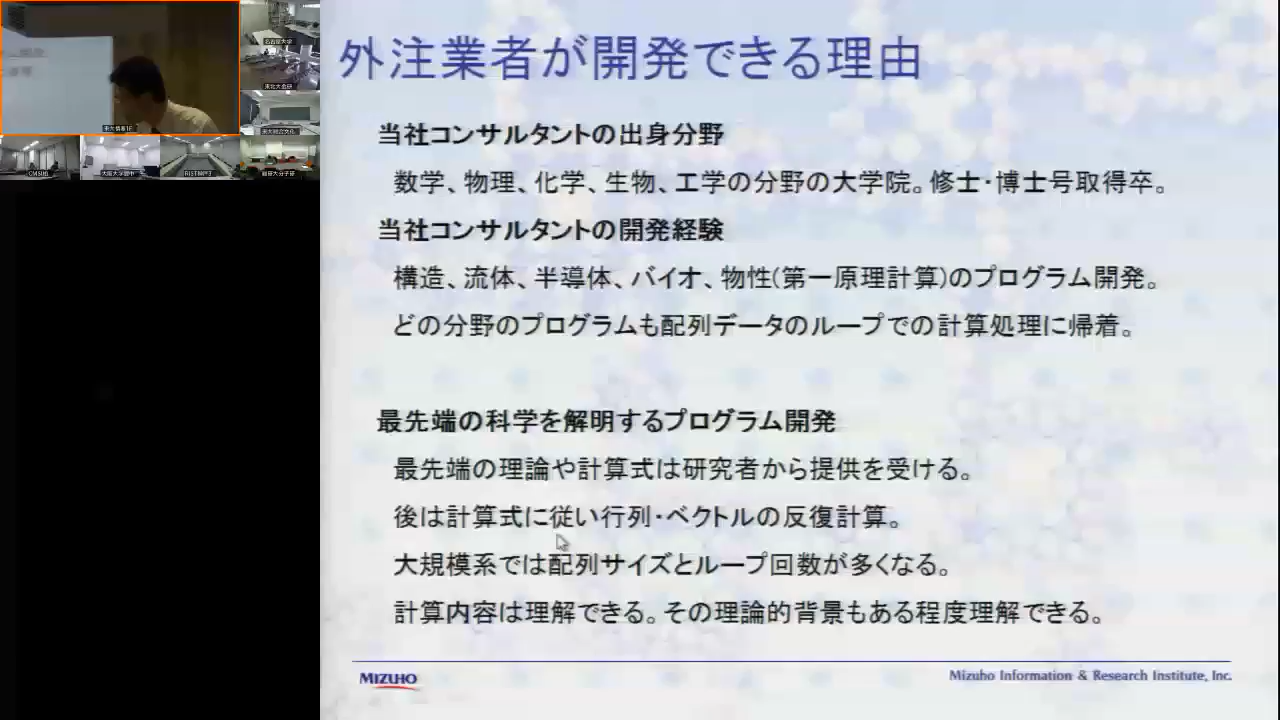 外注業者が開発できる理由
当社コンサルタントの出身分野
数学、物理、化学、生物、工学の分野の大学院。修士・博士号取得卒。
当社コンサルタントの開発経験
構造、流体、半導体、バイオ、物性(第一原理計算)のプログラム開発。
どの分野のプログラムも配列データのループでの計算処理に帰着。
最先端の科学を解明するプログラム開発
最先端の理論や計算式は研究者から提供を受ける。
後は計算式に従い行列・ベクトルの反復計算。
大規模系では配列サイズとループ回数が多くなる。
計算内容は理解できる。その理論的背景もある程度理解できる。
MIZUHO
Mizuho Information & Research Institute, Inc.